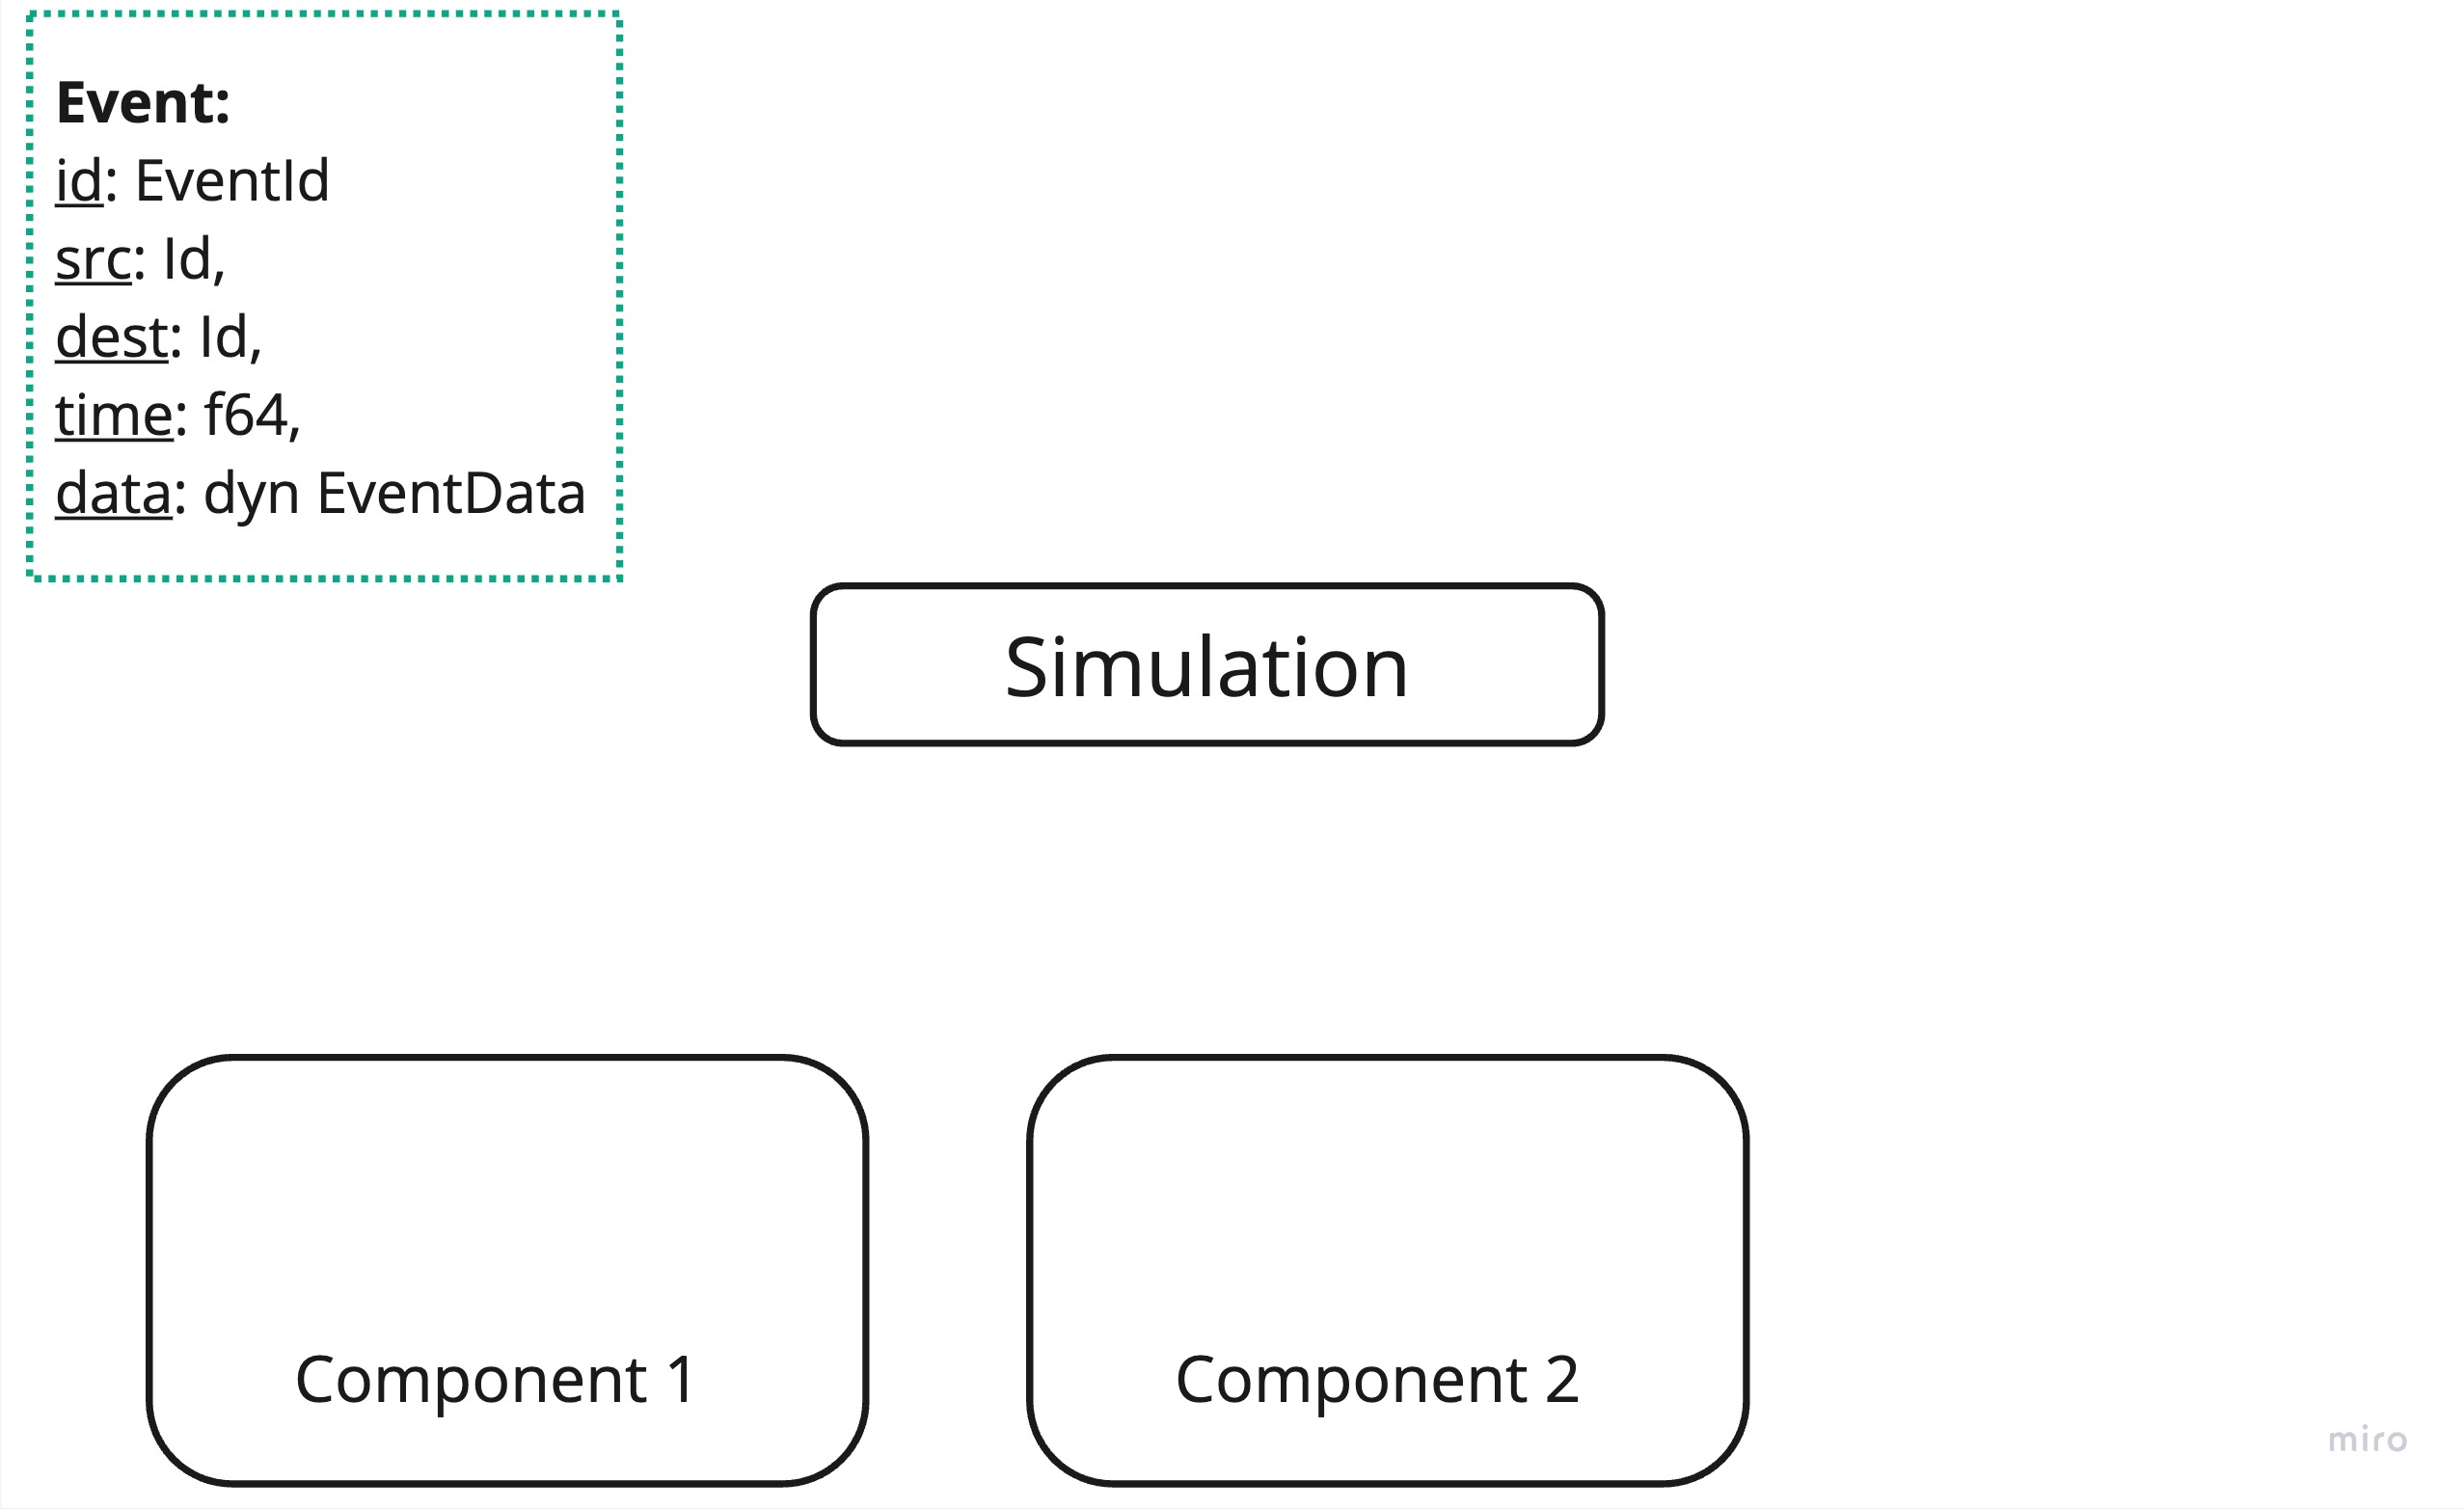 Event:
id: EventId
src: Id,
dest: Id,
time: f64,
data: dyn EventData
Simulation
Component 1
Component 2
miro